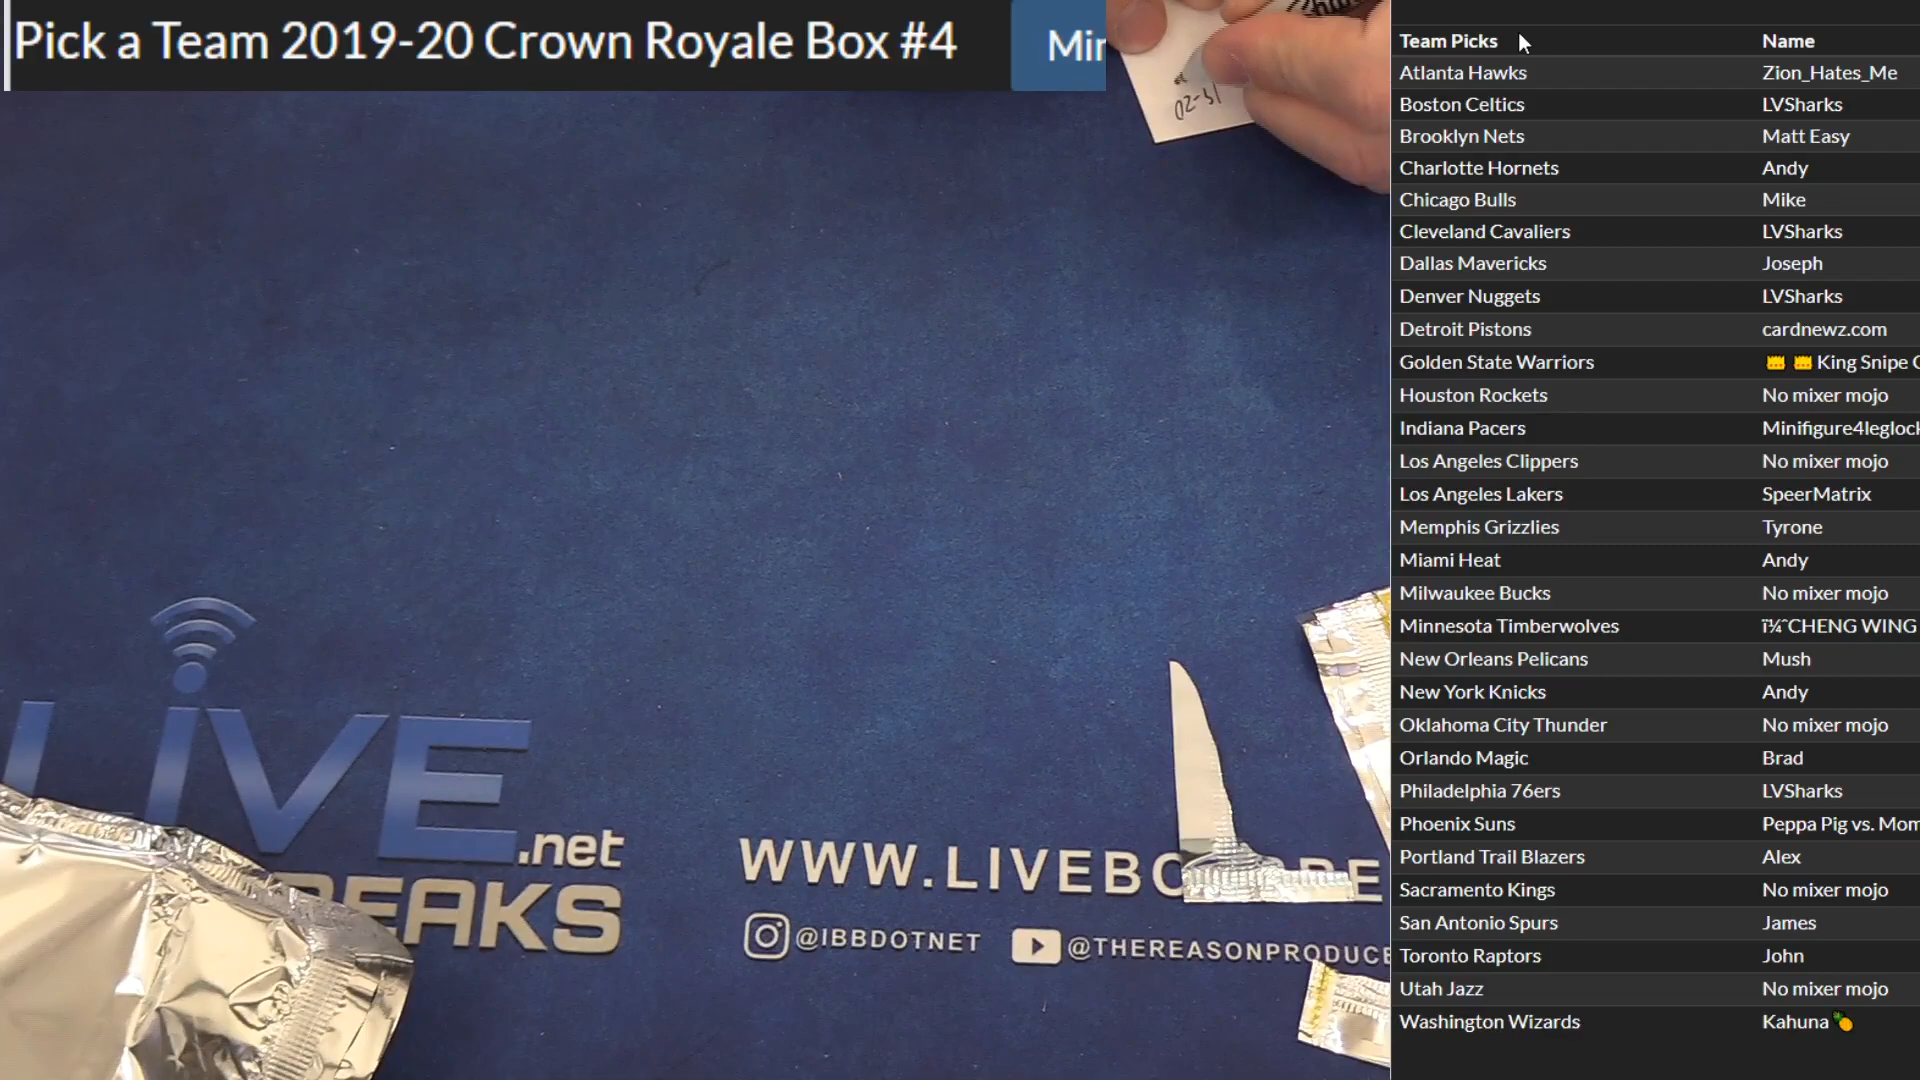 Pick a Team 2019-20 Crown Royale Box #4
Team Picks Name
Atlanta Hawks Zion_Hates_Me
Boston Celtics LVSharks
Brooklyn Nets Matt Easy
Charlotte Hornets Andy
Chicago Bulls Mike
Cleveland Cavaliers LVSharks
Dallas Mavericks Joseph
Denver Nuggets LVSharks
Detroit Pistons cardnewz.com
Golden State Warriors King Snipe
Houston Rockets No mixer mojo
Indiana Pacers Minifigure4leglock
Los Angeles Clippers No mixer mojo
Los Angeles Lakers SpeerMatrix
Memphis Grizzlies Tyrone
Miami Heat Andy
Milwaukee Bucks No mixer mojo
Minnesota Timberwolves ï¼ˆCHENG WING
New Orleans Pelicans Mush
New York Knicks Andy
Oklahoma City Thunder No mixer mojo
Orlando Magic Brad
Philadelphia 76ers LVSharks
Phoenix Suns Peppa Pig vs. Mom
Portland Trail Blazers Alex
Sacramento Kings No mixer mojo
San Antonio Spurs James
Toronto Raptors John
Utah Jazz No mixer mojo
Washington Wizards Kahuna🍍
LIVE
.net
REAKS
WWW.LIVEBO
@IBBDOTNET @THEREASONPRODUCE